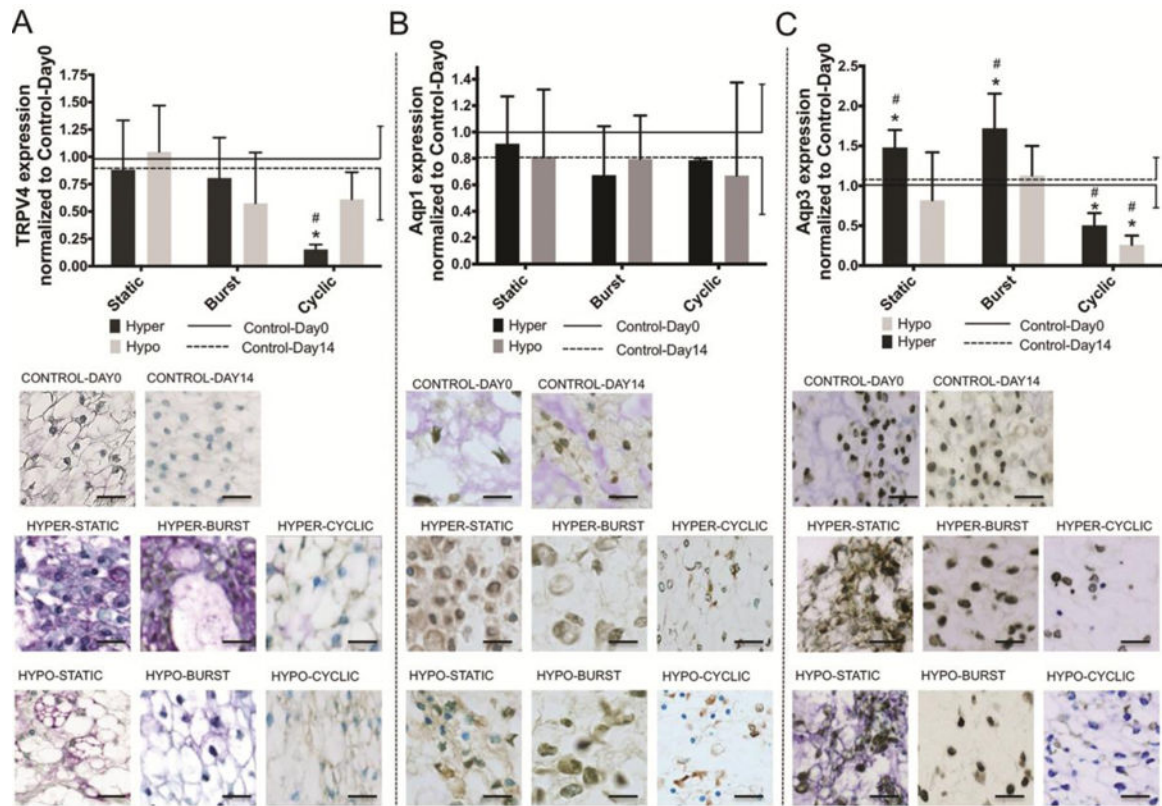 A
TRPV4 expression
normalized to Control-Day0
1.75
1.50
1.25
1.00
0.75
0.50
0.25
0.00
#
*
Static
Burst
Cyclic
Hyper
Control-Day0
Hypo
Control-Day14
CONTROL-DAY0
CONTROL-DAY14
HYPER-STATIC
HYPER-BURST
HYPER-CYCLIC
HYPO-STATIC
HYPO-BURST
HYPO-CYCLIC
B
Aqp1 expression
normalized to Control-Day0
1.4
1.2
1.0
0.8
0.6
0.4
0.2
0.0
Static
Burst
Cyclic
Hyper
Control-Day0
Hypo
Control-Day14
CONTROL-DAY0
CONTROL-DAY14
HYPER-STATIC
HYPER-BURST
HYPER-CYCLIC
HYPO-STATIC
HYPO-BURST
HYPO-CYCLIC
C
Aqp3 expression
normalized to Control-Day0
2.5
2.0
1.5
1.0
0.5
0.0
#
*
#
*
#
*
#
*
Static
Burst
Cyclic
Hypo
Control-Day0
Hyper
Control-Day14
CONTROL-DAY0
CONTROL-DAY14
HYPER-STATIC
HYPER-BURST
HYPER-CYCLIC
HYPO-STATIC
HYPO-BURST
HYPO-CYCLIC